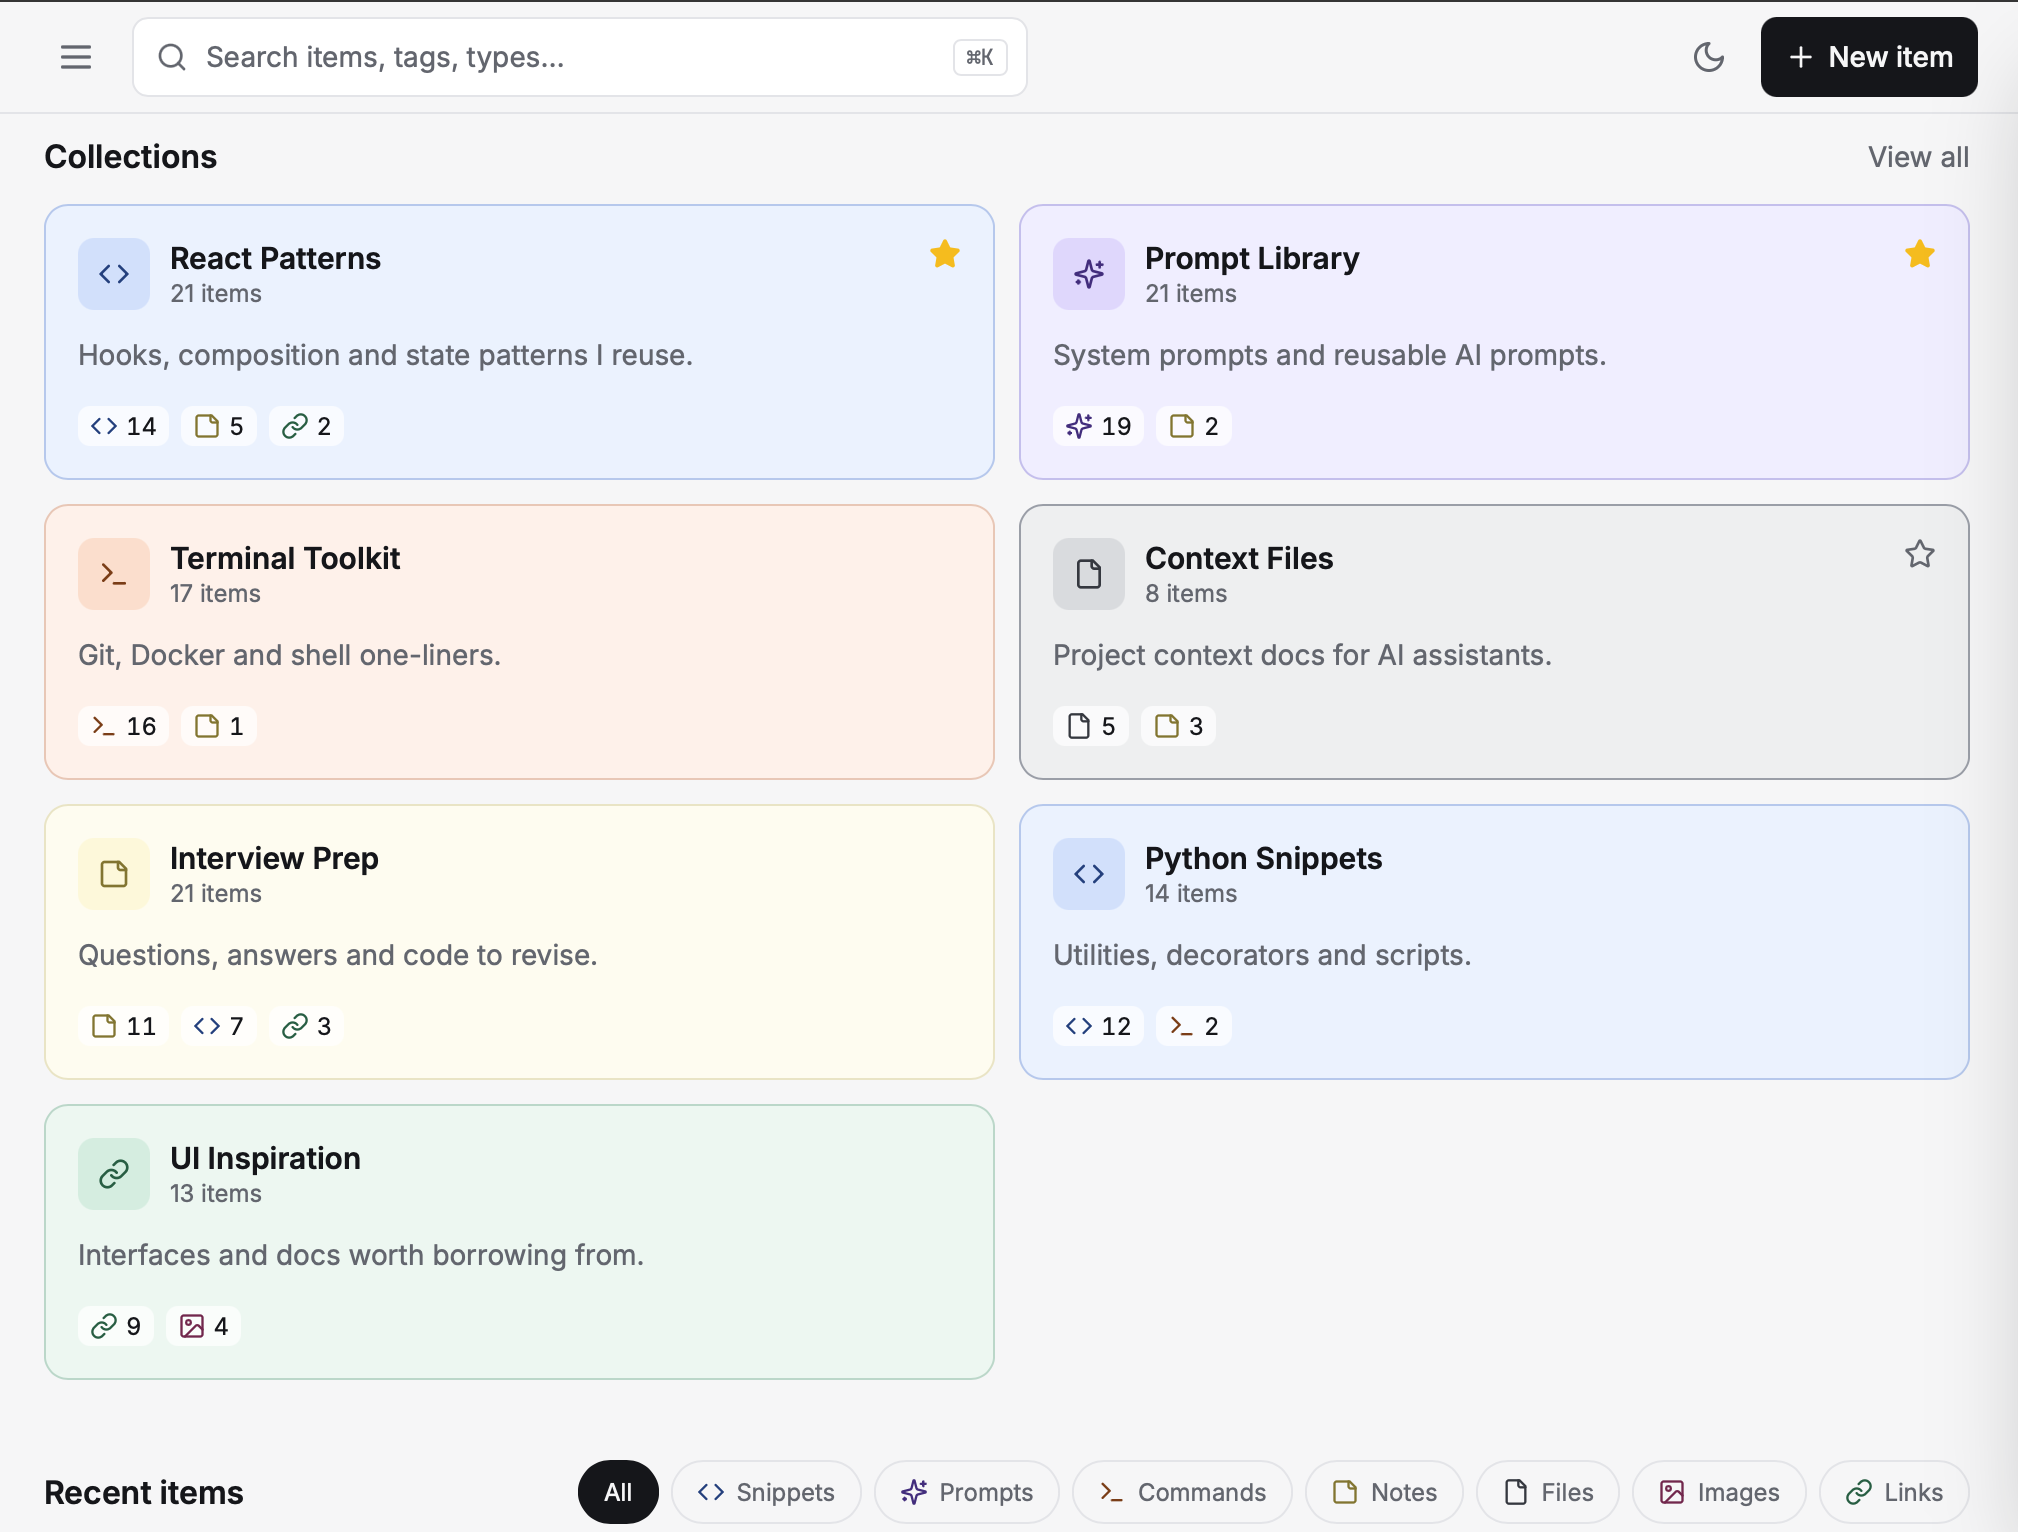 Search items, tags, types...
⌘K
New item
Collections
View all
React Patterns
21 items
Hooks, composition and state patterns I reuse.
14
5
2
Prompt Library
21 items
System prompts and reusable AI prompts.
19
2
Terminal Toolkit
17 items
Git, Docker and shell one-liners.
16
1
Context Files
8 items
Project context docs for AI assistants.
5
3
Interview Prep
21 items
Questions, answers and code to revise.
11
7
3
Python Snippets
14 items
Utilities, decorators and scripts.
12
2
UI Inspiration
13 items
Interfaces and docs worth borrowing from.
9
4
Recent items
All
Snippets
Prompts
Commands
Notes
Files
Images
Links